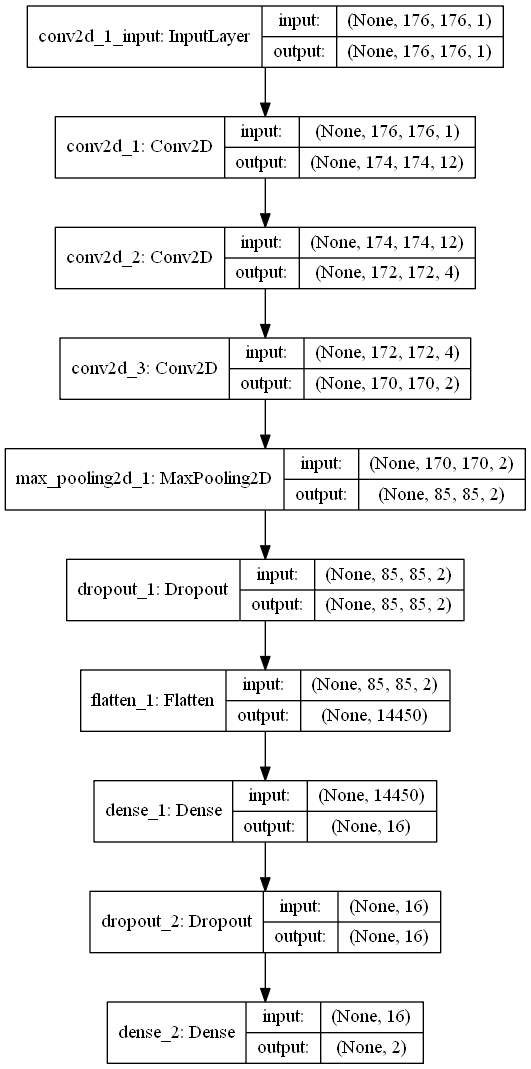 conv2d_1_input: InputLayer
input: (None, 176, 176, 1)
output: (None, 176, 176, 1)
conv2d_1: Conv2D
input: (None, 176, 176, 1)
output: (None, 174, 174, 12)
conv2d_2: Conv2D
input: (None, 174, 174, 12)
output: (None, 172, 172, 4)
conv2d_3: Conv2D
input: (None, 172, 172, 4)
output: (None, 170, 170, 2)
max_pooling2d_1: MaxPooling2D
input: (None, 170, 170, 2)
output: (None, 85, 85, 2)
dropout_1: Dropout
input: (None, 85, 85, 2)
output: (None, 85, 85, 2)
flatten_1: Flatten
input: (None, 85, 85, 2)
output: (None, 14450)
dense_1: Dense
input: (None, 14450)
output: (None, 16)
dropout_2: Dropout
input: (None, 16)
output: (None, 16)
dense_2: Dense
input: (None, 16)
output: (None, 2)